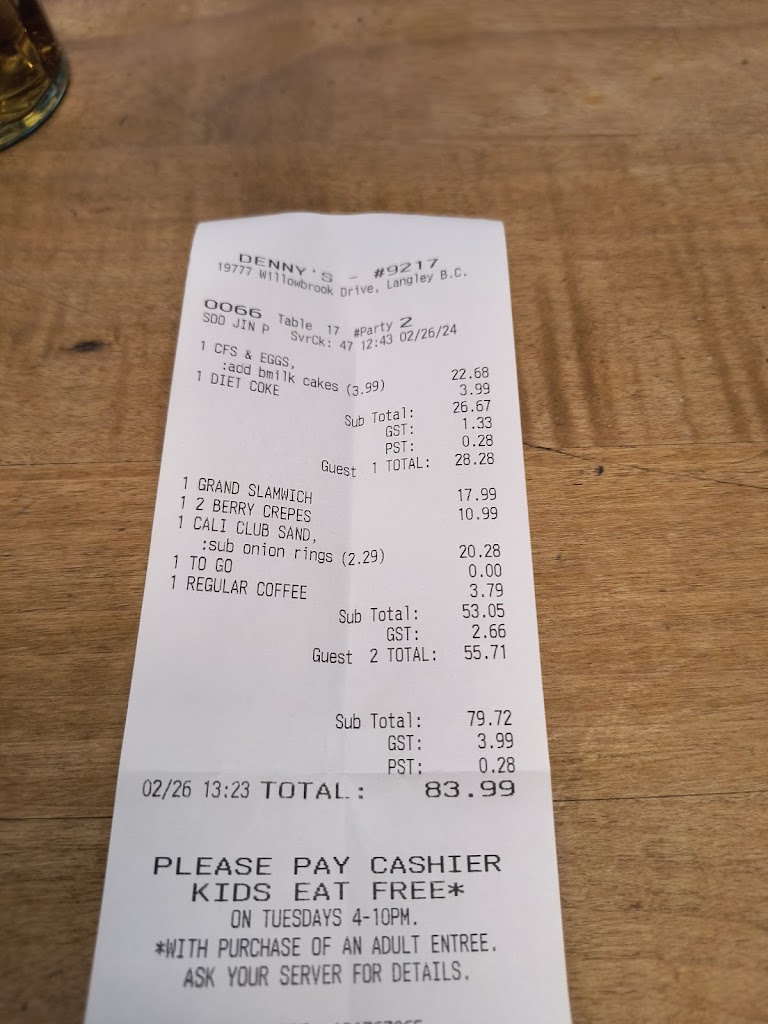 DENNY'S - #9217
19777 Willowbrook Drive, Langley B.C.
0066 Table 17 #Party 2
SOO JIN P SvrCk: 47 12:43 02/26/24
1 CFS & EGGS,
:add bmilk cakes (3.99) 22.68
1 DIET COKE 3.99
Sub Total: 26.67
GST: 1.33
PST: 0.28
Guest 1 TOTAL: 28.28
1 GRAND SLAMWICH 17.99
1 2 BERRY CREPES 10.99
1 CALI CLUB SAND,
:sub onion rings (2.29) 20.28
1 TO GO 0.00
1 REGULAR COFFEE 3.79
Sub Total: 53.05
GST: 2.66
Guest 2 TOTAL: 55.71
Sub Total: 79.72
GST: 3.99
PST: 0.28
02/26 13:23 TOTAL: 83.99
PLEASE PAY CASHIER
KIDS EAT FREE*
ON TUESDAYS 4-10PM.
*WITH PURCHASE OF AN ADULT ENTREE.
ASK YOUR SERVER FOR DETAILS.